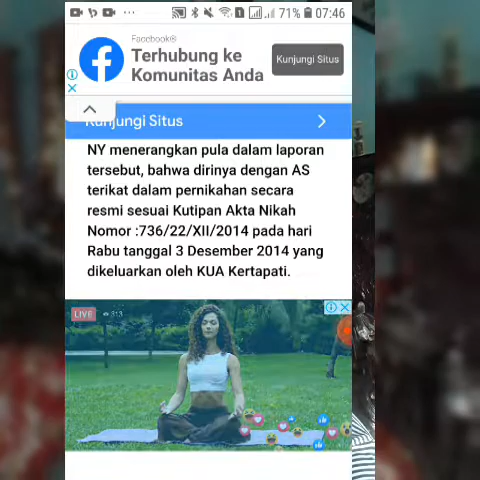 71% 07:46
Facebook®
Terhubung ke
Komunitas Anda
Kunjungi Situs
Kunjungi Situs
NY menerangkan pula dalam laporan
tersebut, bahwa dirinya dengan AS
terikat dalam pernikahan secara
resmi sesuai Kutipan Akta Nikah
Nomor :736/22/XII/2014 pada hari
Rabu tanggal 3 Desember 2014 yang
dikeluarkan oleh KUA Kertapati.
LIVE 313